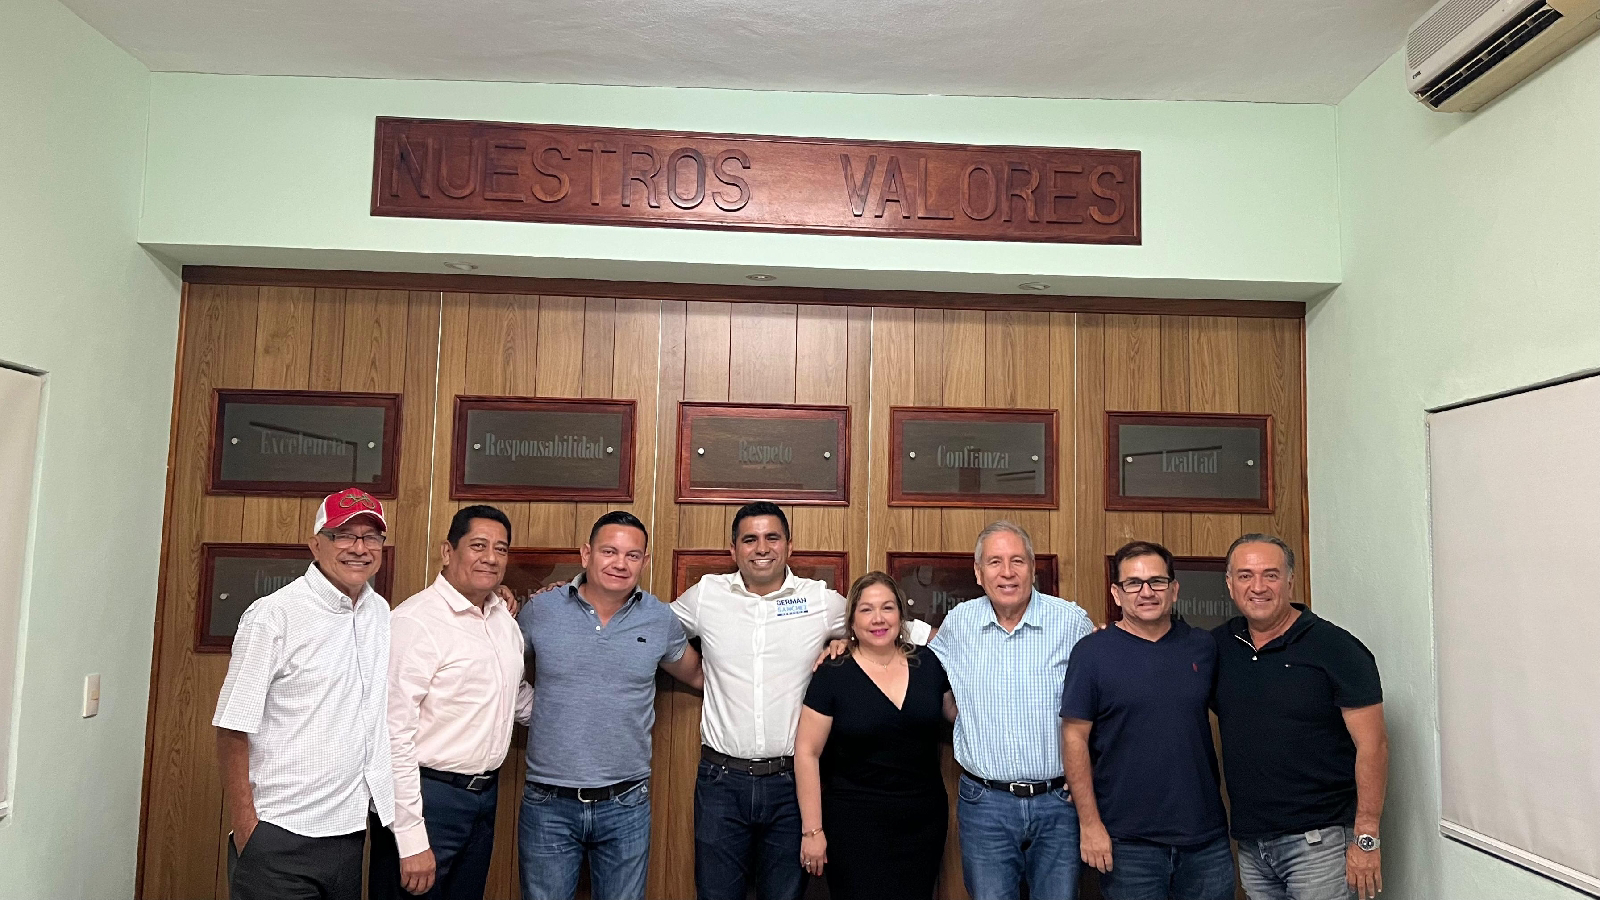 NUESTROS VALORES
Excelencia
Responsabilidad
Respeto
Confianza
Lealtad
GERMAN
SANCHEZ